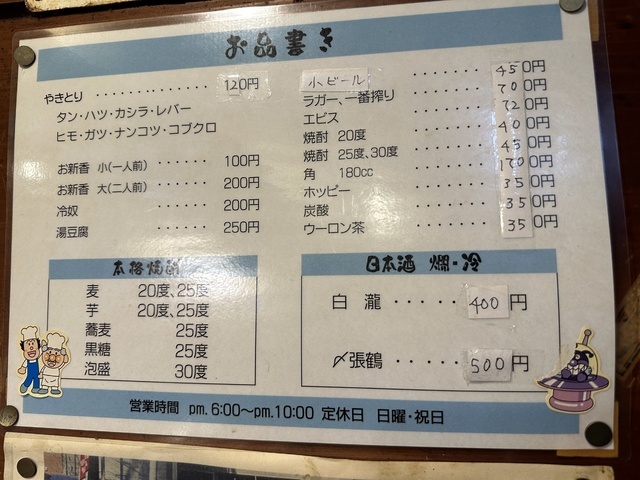 お品書き
やきとり ・・・・・・・・・・・・・・ 120円
タン・ハツ・カシラ・レバー
ヒモ・ガツ・ナンコツ・コブクロ
お新香 小(一人前) ・・・・・・ 100円
お新香 大(二人前) ・・・・・・ 200円
冷奴 ・・・・・・ 200円
湯豆腐 ・・・・・・ 250円
小ビール ・・・・・・・・ 450円
ラガー、一番搾り ・・・・・・・・ 700円
エビス ・・・・・・・・ 720円
焼酎 20度 ・・・・・・・・ 400円
焼酎 25度、30度 ・・・・・・・・ 450円
角 180cc ・・・・・・・・ 円
ホッピー ・・・・・・・・ 350円
炭酸 ・・・・・・・・ 350円
ウーロン茶 ・・・・・・・・ 350円
本格焼酎
麦 20度、25度
芋 20度、25度
蕎麦 25度
黒糖 25度
泡盛 30度
日本酒 燗・冷
白瀧 ・・・・・ 400円
〆張鶴 ・・・・・ 500円
営業時間 pm.6:00～pm.10:00 定休日 日曜・祝日